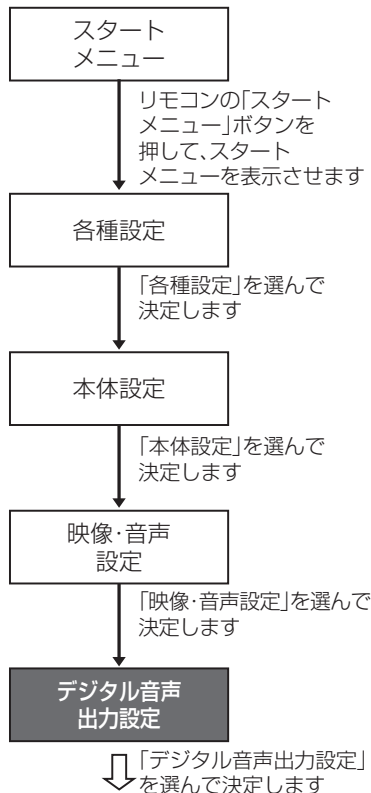 スタート
メニュー
リモコンの「スタート
メニュー」ボタンを
押して、スタート
メニューを表示させます
各種設定
「各種設定」を選んで
決定します
本体設定
「本体設定」を選んで
決定します
映像・音声
設定
「映像・音声設定」を選んで
決定します
デジタル音声
出力設定
「デジタル音声出力設定」
を選んで決定します